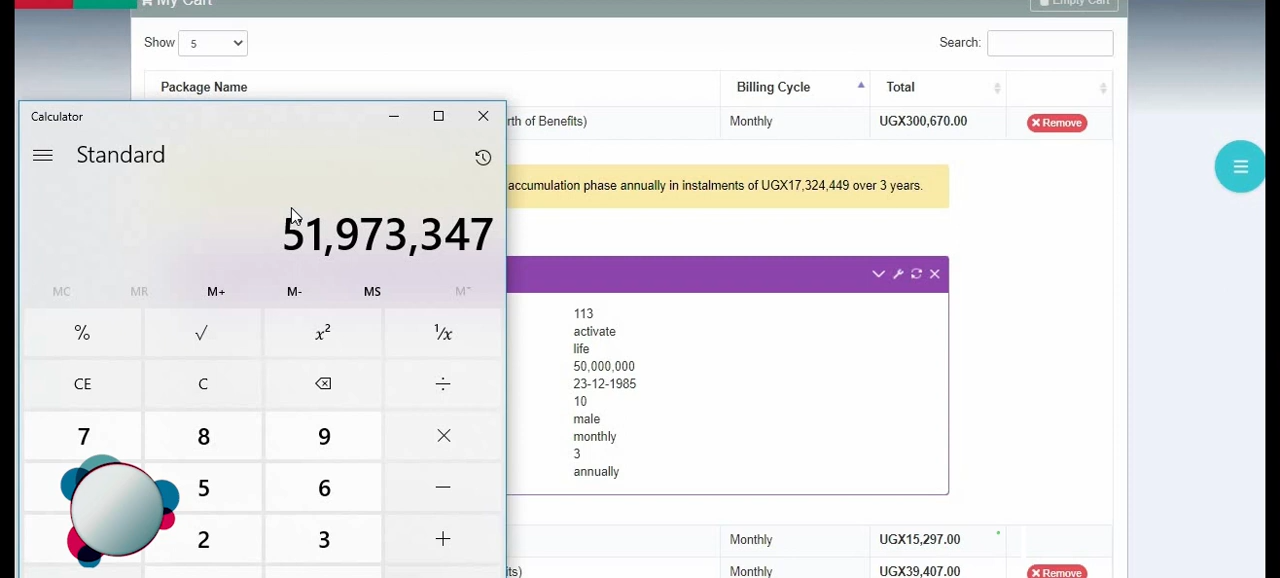 My Cart
Empty Cart
Show 5
Search:
Package Name Billing Cycle Total
rth of Benefits) Monthly UGX300,670.00 Remove
accumulation phase annually in instalments of UGX17,324,449 over 3 years.
Calculator
Standard
51,973,347
MC MR M+ M- MS M˅
% √ x² ¹/x
CE C ÷
7 8 9 ×
5 6 −
2 3 +
113
activate
life
50,000,000
23-12-1985
10
male
monthly
3
annually
Monthly UGX15,297.00
its) Monthly UGX39,407.00 Remove